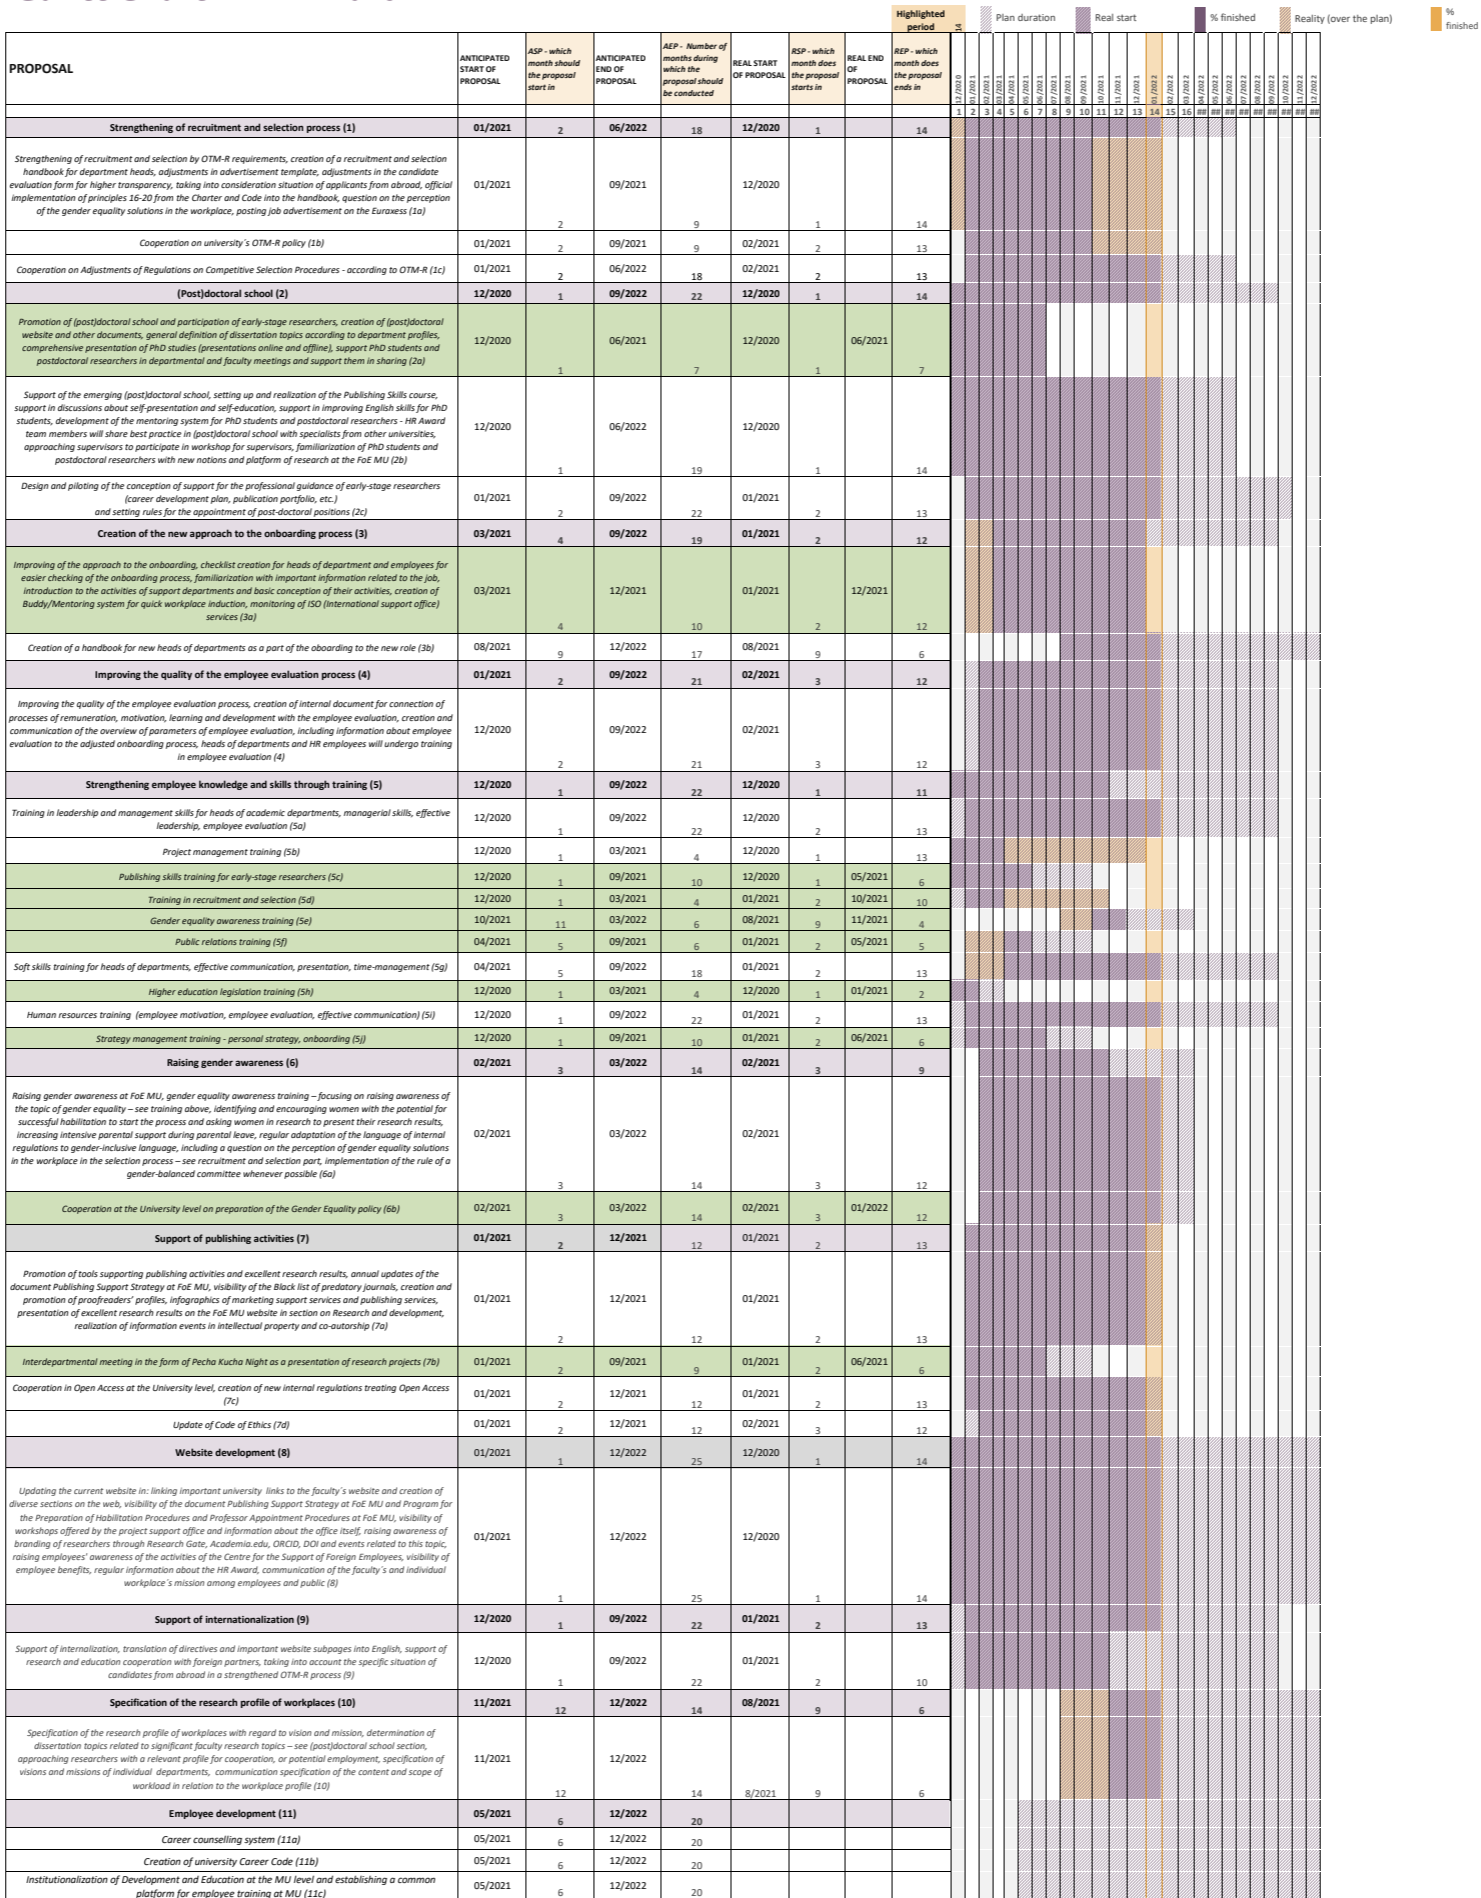 Highlighted period 14 Plan duration Real start % finished Reality (over the plan) % finished
PROPOSAL
ANTICIPATED START OF PROPOSAL
ASP - which month should the proposal start in
ANTICIPATED END OF PROPOSAL
AEP - Number of months during which the proposal should be conducted
REAL START OF PROPOSAL
RSP - which month does the proposal starts in
REAL END OF PROPOSAL
REP - which month does the proposal ends in
12/2020 01/2021 02/2021 03/2021 04/2021 05/2021 06/2021 07/2021 08/2021 09/2021 10/2021 11/2021 12/2021 01/2022 02/2022 03/2022 04/2022 05/2022 06/2022 07/2022 08/2022 09/2022 10/2022 11/2022 12/2022
1 2 3 4 5 6 7 8 9 10 11 12 13 14 15 16 ## ## ## ## ## ## ## ## ##
Strengthening of recruitment and selection process (1) 01/2021 2 06/2022 18 12/2020 1 14
Strengthening of recruitment and selection by OTM-R requirements, creation of a recruitment and selection
handbook for department heads, adjustments in advertisement template, adjustments in the candidate
evaluation form for higher transparency, taking into consideration situation of applicants from abroad, official
implementation of principles 16-20 from the Charter and Code into the handbook, question on the perception
of the gender equality solutions in the workplace, posting job advertisement on the Euraxess (1a)
01/2021 2 09/2021 9 12/2020 1 14
Cooperation on university´s OTM-R policy (1b) 01/2021 2 09/2021 9 02/2021 2 13
Cooperation on Adjustments of Regulations on Competitive Selection Procedures - according to OTM-R (1c) 01/2021 2 06/2022 18 02/2021 2 13
(Post)doctoral school (2) 12/2020 1 09/2022 22 12/2020 1 14
Promotion of (post)doctoral school and participation of early-stage researchers, creation of (post)doctoral
website and other documents, general definition of dissertation topics according to department profiles,
comprehensive presentation of PhD studies (presentations online and offline), support PhD students and
postdoctoral researchers in departmental and faculty meetings and support them in sharing (2a)
12/2020 1 06/2021 7 12/2020 1 06/2021 7
Support of the emerging (post)doctoral school, setting up and realization of the Publishing Skills course,
support in discussions about self-presentation and self-education, support in improving English skills for PhD
students, development of the mentoring system for PhD students and postdoctoral researchers - HR Award
team members will share best practice in (post)doctoral school with specialists from other universities,
approaching supervisors to participate in workshop for supervisors, familiarization of PhD students and
postdoctoral researchers with new notions and platform of research at the FoE MU (2b)
12/2020 1 06/2022 19 12/2020 1 14
Design and piloting of the conception of support for the professional guidance of early-stage researchers
(career development plan, publication portfolio, etc.)
and setting rules for the appointment of post-doctoral positions (2c)
01/2021 2 09/2022 22 01/2021 2 13
Creation of the new approach to the onboarding process (3) 03/2021 4 09/2022 19 01/2021 2 12
Improving of the approach to the onboarding, checklist creation for heads of department and employees for
easier checking of the onboarding process, familiarization with important information related to the job,
introduction to the activities of support departments and basic conception of their activities, creation of
Buddy/Mentoring system for quick workplace induction, monitoring of ISO (International support office)
services (3a)
03/2021 4 12/2021 10 01/2021 2 12/2021 12
Creation of a handbook for new heads of departments as a part of the oboarding to the new role (3b) 08/2021 9 12/2022 17 08/2021 9 6
Improving the quality of the employee evaluation process (4) 01/2021 2 09/2022 21 02/2021 3 12
Improving the quality of the employee evaluation process, creation of internal document for connection of
processes of remuneration, motivation, learning and development with the employee evaluation, creation and
communication of the overview of parameters of employee evaluation, including information about employee
evaluation to the adjusted onboarding process, heads of departments and HR employees will undergo training
in employee evaluation (4)
12/2020 2 09/2022 21 02/2021 3 12
Strengthening employee knowledge and skills through training (5) 12/2020 1 09/2022 22 12/2020 1 11
Training in leadership and management skills for heads of academic departments, managerial skills, effective
leadership, employee evaluation (5a)
12/2020 1 09/2022 22 12/2020 2 13
Project management training (5b) 12/2020 1 03/2021 4 12/2020 1 13
Publishing skills training for early-stage researchers (5c) 12/2020 1 09/2021 10 12/2020 1 05/2021 6
Training in recruitment and selection (5d) 12/2020 1 03/2021 4 01/2021 2 10/2021 10
Gender equality awareness training (5e) 10/2021 11 03/2022 6 08/2021 9 11/2021 4
Public relations training (5f) 04/2021 5 09/2021 6 01/2021 2 05/2021 5
Soft skills training for heads of departments, effective communication, presentation, time-management (5g) 04/2021 5 09/2022 18 01/2021 2 13
Higher education legislation training (5h) 12/2020 1 03/2021 4 12/2020 1 01/2021 2
Human resources training (employee motivation, employee evaluation, effective communication) (5i) 12/2020 1 09/2022 22 01/2021 2 13
Strategy management training - personal strategy, onboarding (5j) 12/2020 1 09/2021 10 01/2021 2 06/2021 6
Raising gender awareness (6) 02/2021 3 03/2022 14 02/2021 3 9
Raising gender awareness at FoE MU, gender equality awareness training – focusing on raising awareness of
the topic of gender equality – see training above, identifying and encouraging women with the potential for
successful habilitation to start the process and asking women in research to present their research results,
increasing intensive parental support during parental leave, regular adaptation of the language of internal
regulations to gender-inclusive language, including a question on the perception of gender equality solutions
in the workplace in the selection process – see recruitment and selection part, implementation of the rule of a
gender-balanced committee whenever possible (6a)
02/2021 3 03/2022 14 02/2021 3 12
Cooperation at the University level on preparation of the Gender Equality policy (6b) 02/2021 3 03/2022 14 02/2021 3 01/2022 12
Support of publishing activities (7) 01/2021 2 12/2021 12 01/2021 2 13
Promotion of tools supporting publishing activities and excellent research results, annual updates of the
document Publishing Support Strategy at FoE MU, visibility of the Black list of predatory journals, creation and
promotion of proofreaders' profiles, infographics of marketing support services and publishing services,
presentation of excellent research results on the FoE MU website in section on Research and development,
realization of information events in intellectual property and co-autorship (7a)
01/2021 2 12/2021 12 01/2021 2 13
Interdepartmental meeting in the form of Pecha Kucha Night as a presentation of research projects (7b) 01/2021 2 09/2021 9 01/2021 2 06/2021 6
Cooperation in Open Access at the University level, creation of new internal regulations treating Open Access
(7c)
01/2021 2 12/2021 12 01/2021 2 13
Update of Code of Ethics (7d) 01/2021 2 12/2021 12 02/2021 3 12
Website development (8) 01/2021 1 12/2022 25 12/2020 1 14
Updating the current website in: linking important university links to the faculty's website and creation of
diverse sections on the web, visibility of the document Publishing Support Strategy at FoE MU and Program for
the Preparation of Habilitation Procedures and Professor Appointment Procedures at FoE MU, visibility of
workshops offered by the project support office and information about the office itself, raising awareness of
branding of researchers through Research Gate, Academia.edu, ORCID, DOI and events related to this topic,
raising employees' awareness of the activities of the Centre for the Support of Foreign Employees, visibility of
employee benefits, regular information about the HR Award, communication of the faculty´s and individual
workplace´s mission among employees and public (8)
01/2021 1 12/2022 25 12/2020 1 14
Support of internationalization (9) 12/2020 1 09/2022 22 01/2021 2 13
Support of internalization, translation of directives and important website subpages into English, support of
research and education cooperation with foreign partners, taking into account the specific situation of
candidates from abroad in a strengthened OTM-R process (9)
12/2020 1 09/2022 22 01/2021 2 10
Specification of the research profile of workplaces (10) 11/2021 12 12/2022 14 08/2021 9 6
Specification of the research profile of workplaces with regard to vision and mission, determination of
dissertation topics related to significant faculty research topics – see (post)doctoral school section,
approaching researchers with a relevant profile for cooperation, or potential employment, specification of
visions and missions of individual departments, communication specification of the content and scope of
workload in relation to the workplace profile (10)
11/2021 12 12/2022 14 8/2021 9 6
Employee development (11) 05/2021 6 12/2022 20
Career counselling system (11a) 05/2021 6 12/2022 20
Creation of university Career Code (11b) 05/2021 6 12/2022 20
Institutionalization of Development and Education at the MU level and establishing a common
platform for employee training at MU (11c)
05/2021 6 12/2022 20